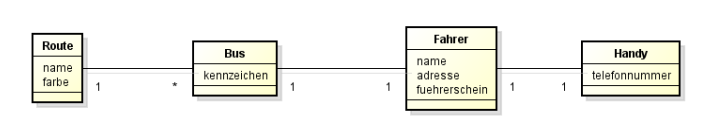 Route
name
farbe
1
*
Bus
kennzeichen
1
1
Fahrer
name
adresse
fuehrerschein
1
1
Handy
telefonnummer